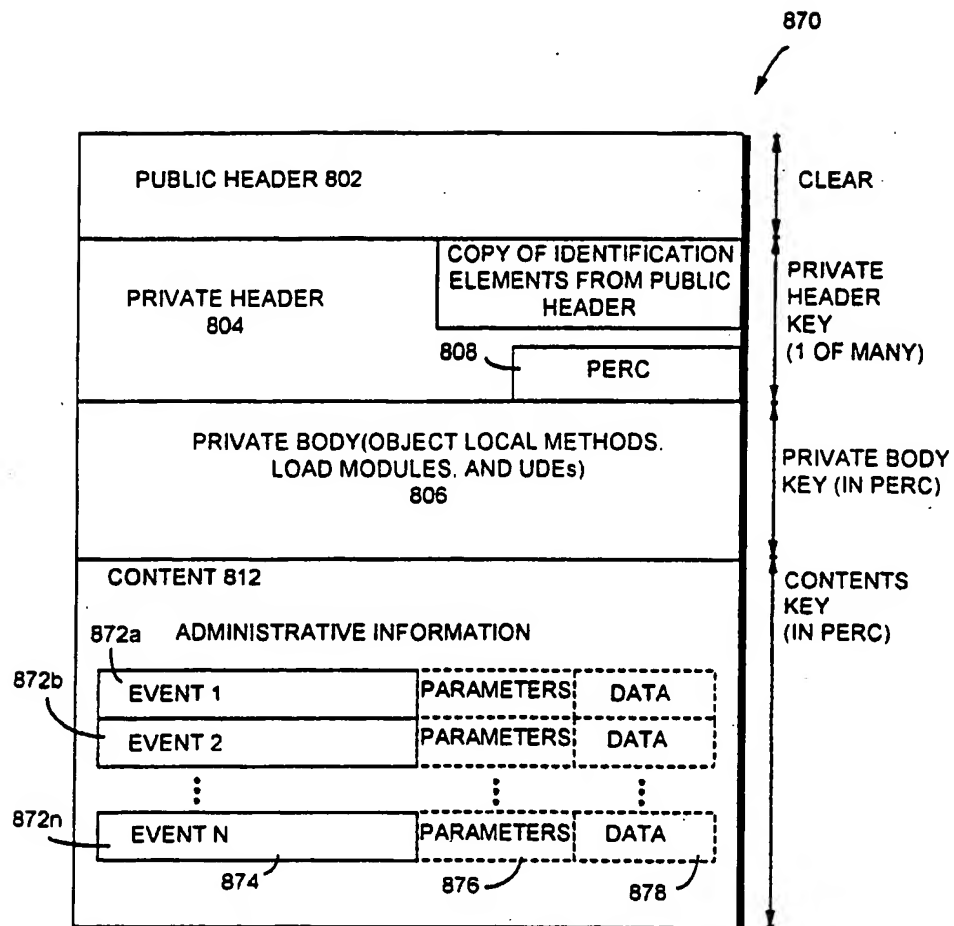 870
PUBLIC HEADER 802
CLEAR
COPY OF IDENTIFICATION
ELEMENTS FROM PUBLIC
HEADER
PRIVATE HEADER
804
808
PERC
PRIVATE
HEADER
KEY
(1 OF MANY)
PRIVATE BODY(OBJECT LOCAL METHODS.
LOAD MODULES. AND UDEs)
806
PRIVATE BODY
KEY (IN PERC)
CONTENT 812
CONTENTS
KEY
(IN PERC)
ADMINISTRATIVE INFORMATION
872a
872b
EVENT 1 PARAMETERS DATA
EVENT 2 PARAMETERS DATA
872n
EVENT N PARAMETERS DATA
874 876 878